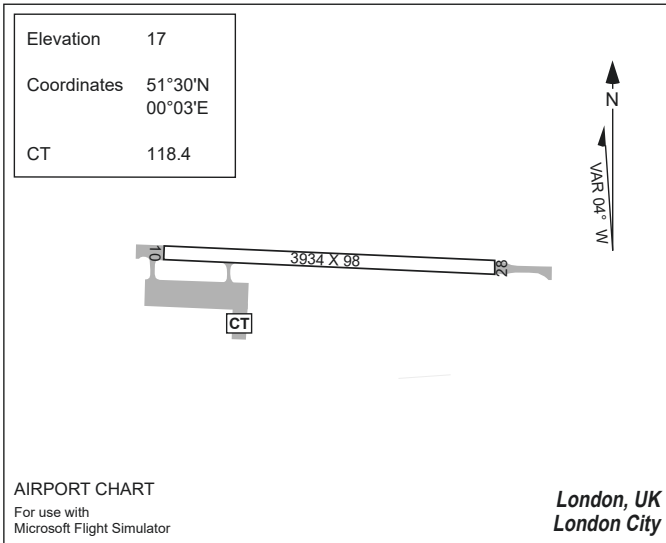 Elevation 17
Coordinates 51°30'N
00°03'E
CT 118.4
N
VAR 04° W
10
3934 X 98
28
CT
AIRPORT CHART
For use with
Microsoft Flight Simulator
London, UK
London City